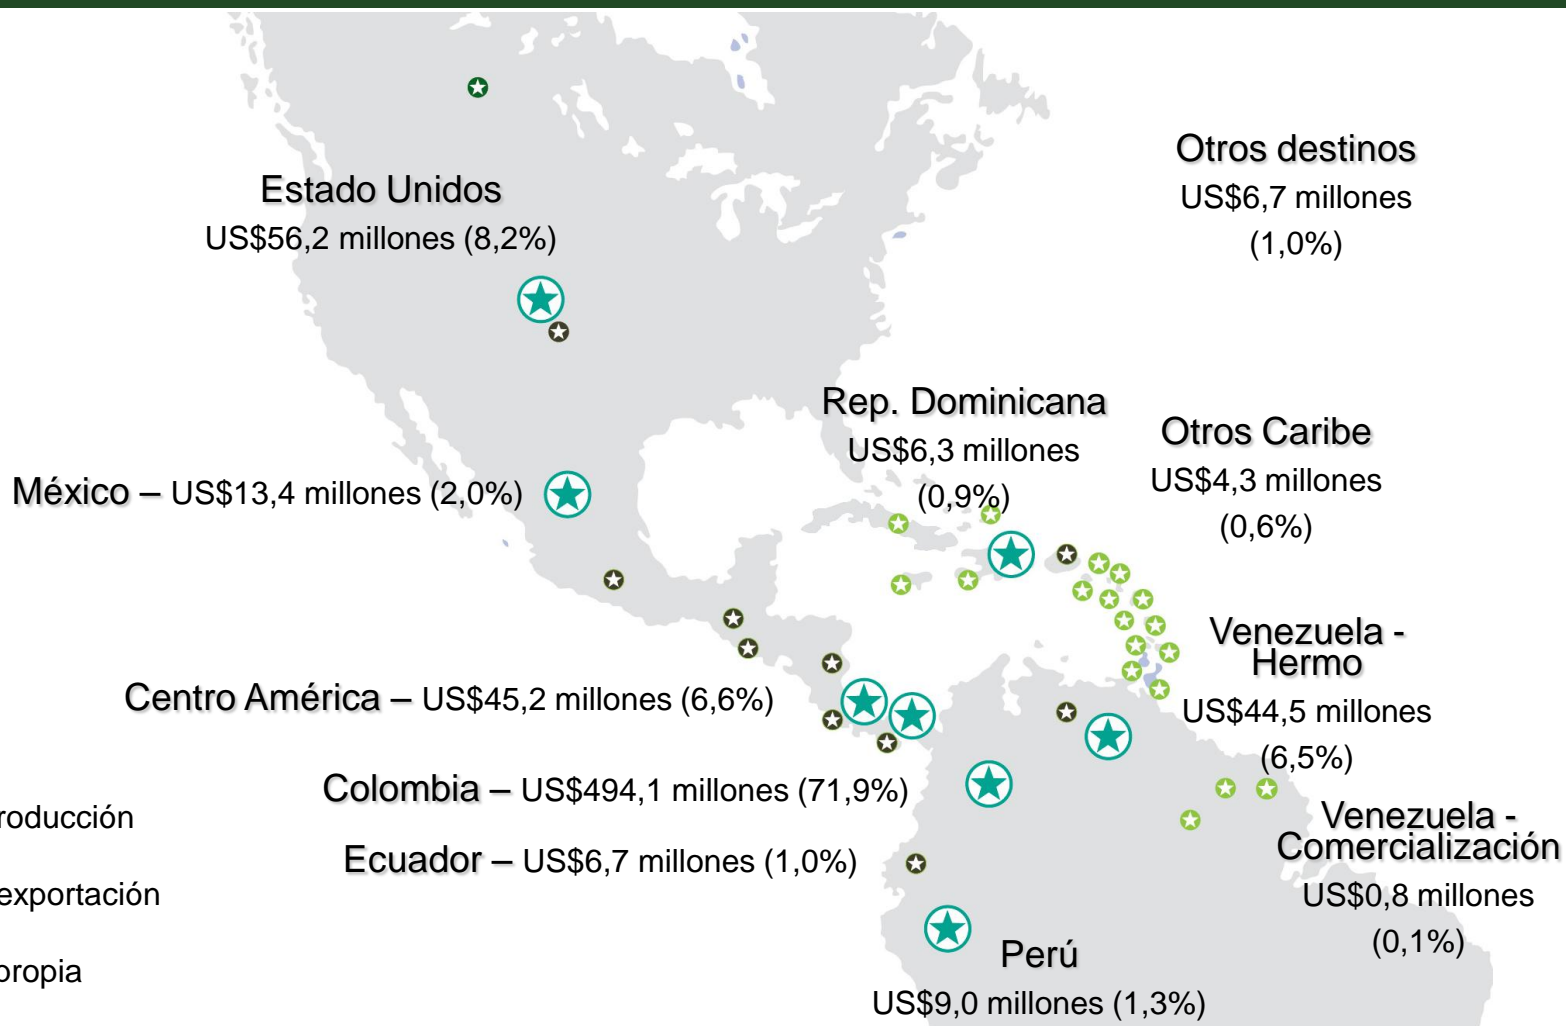 Estado Unidos
US$56,2 millones (8,2%)
Otros destinos
US$6,7 millones
(1,0%)
Rep. Dominicana
US$6,3 millones
(0,9%)
Otros Caribe
US$4,3 millones
(0,6%)
México – US$13,4 millones (2,0%)
Venezuela -
Hermo
US$44,5 millones
(6,5%)
Centro América – US$45,2 millones (6,6%)
Colombia – US$494,1 millones (71,9%)
Venezuela -
Comercialización
US$0,8 millones
(0,1%)
Ecuador – US$6,7 millones (1,0%)
Perú
US$9,0 millones (1,3%)
roducción
exportación
propia